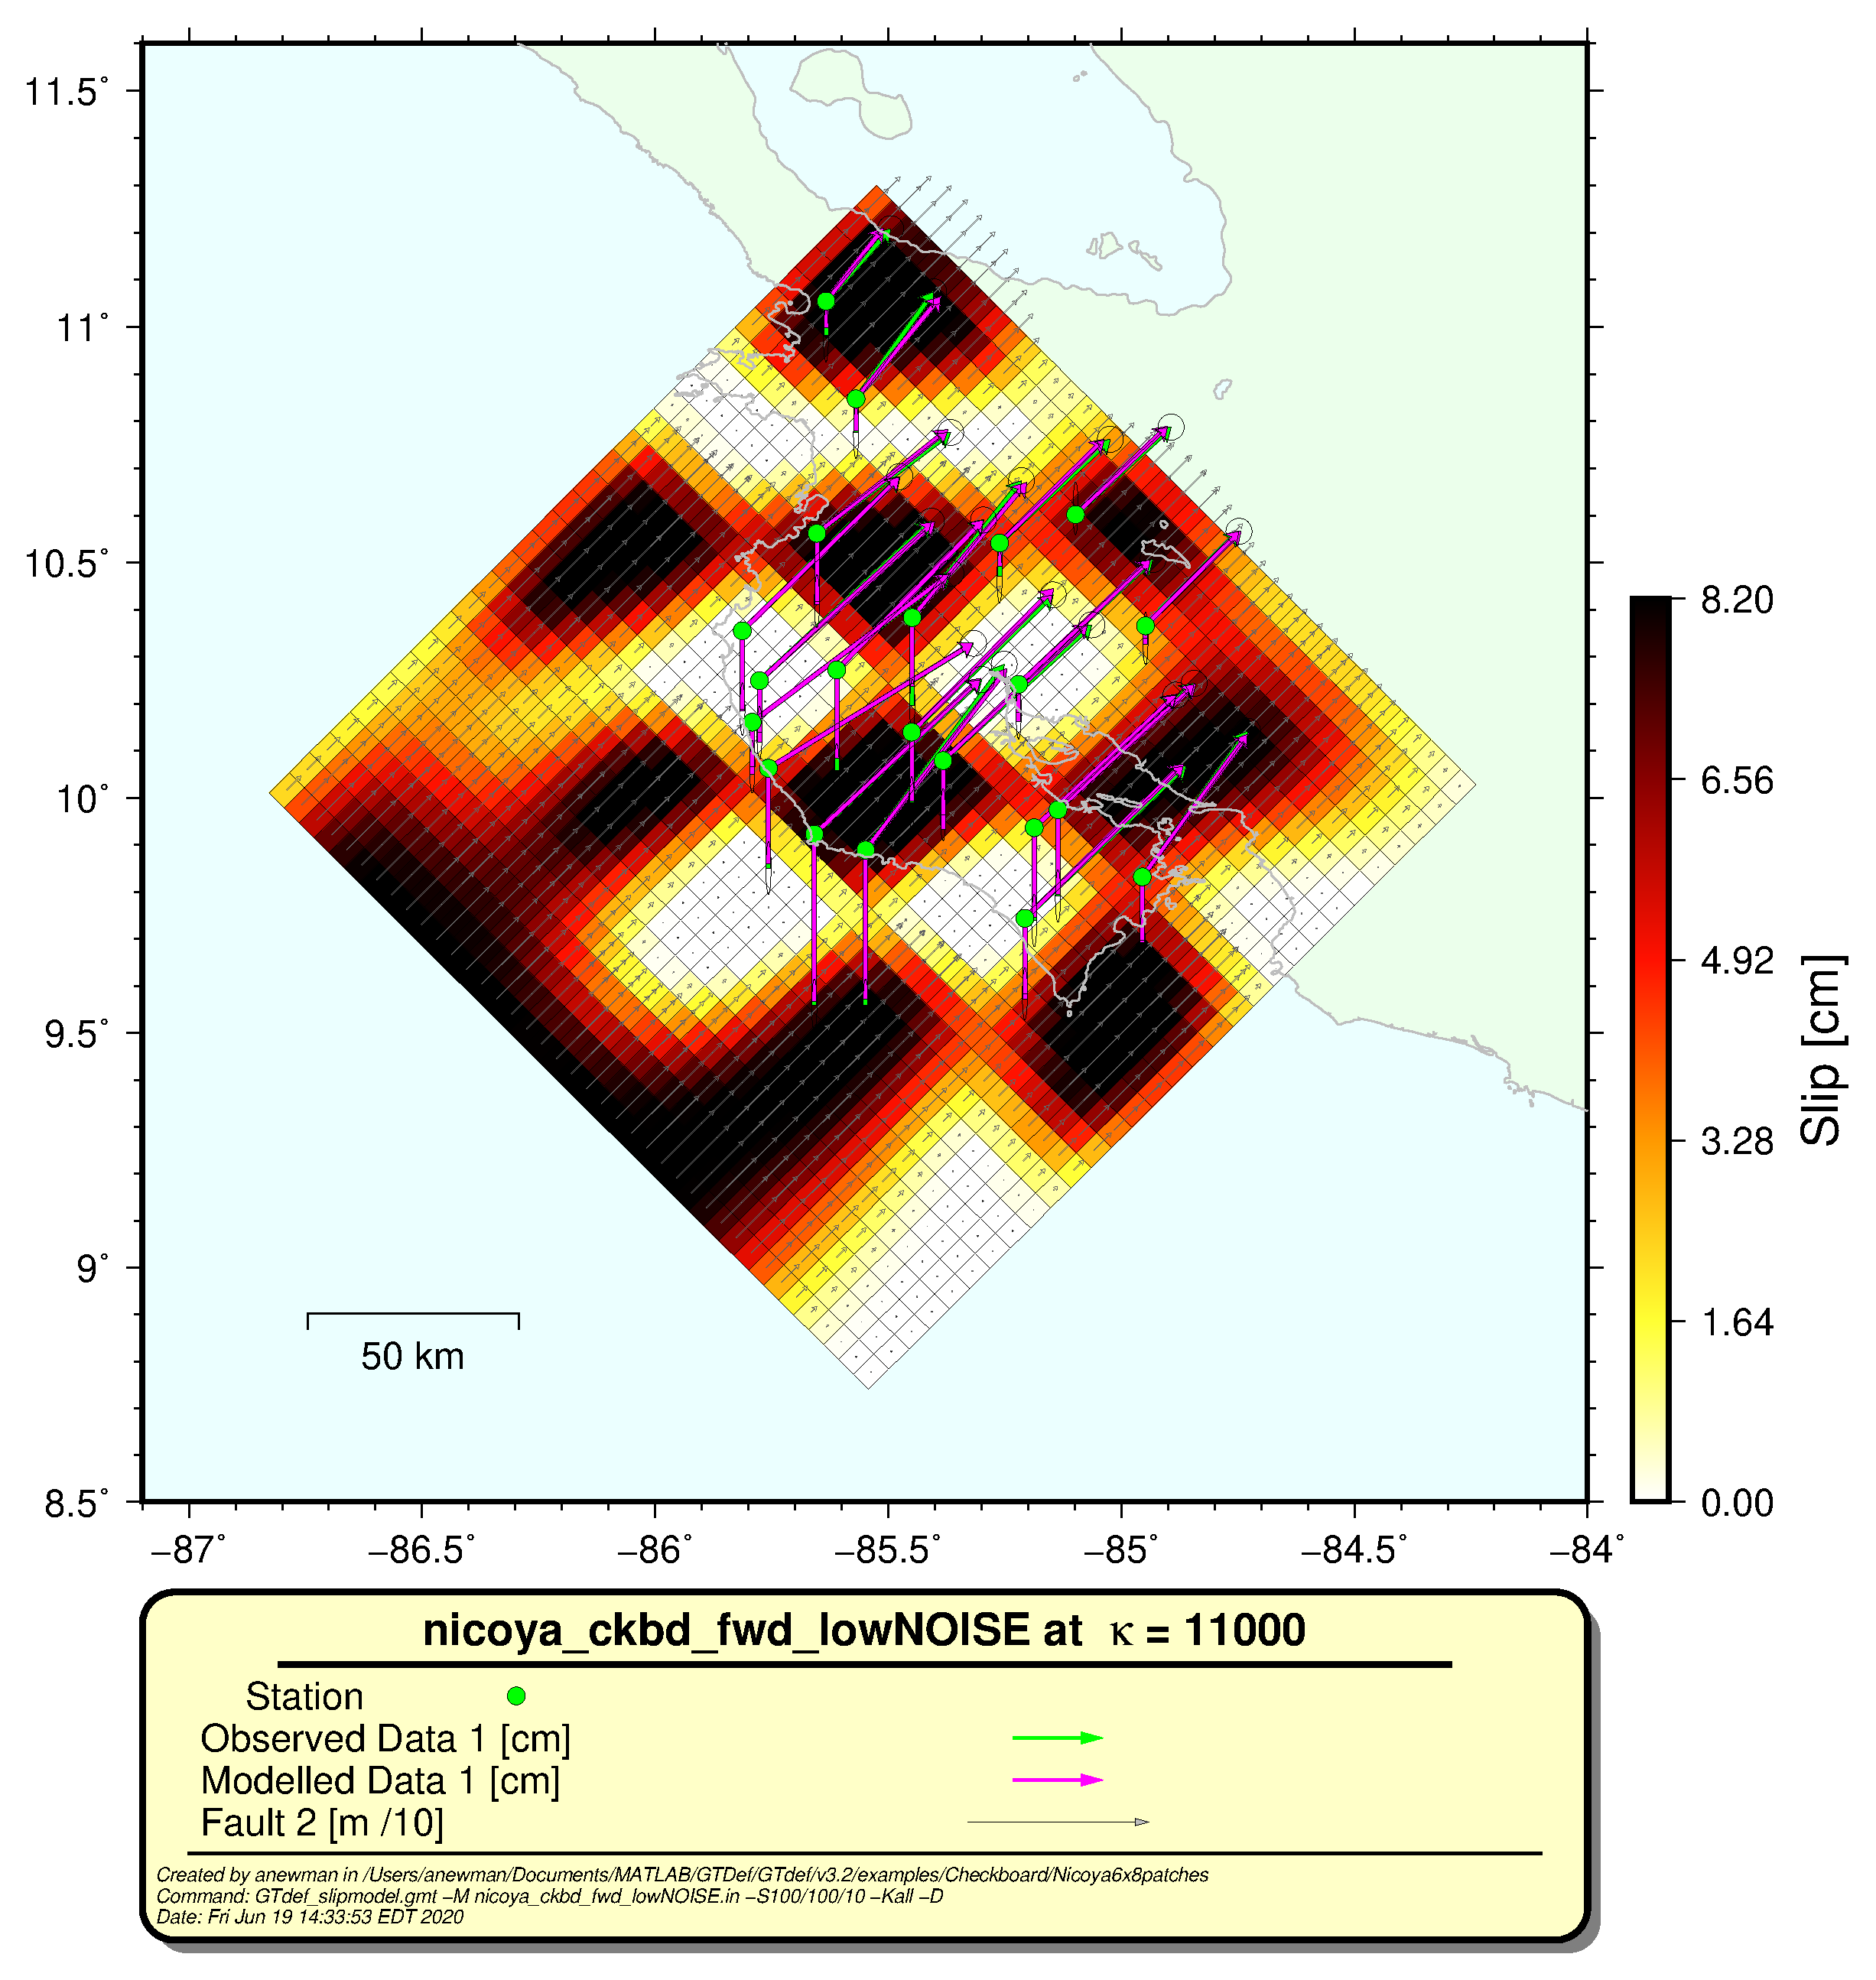 11.5°
11°
10.5°
10°
9.5°
9°
8.5°
−87°
−86.5°
−86°
−85.5°
−85°
−84.5°
−84°
50 km
8.20
6.56
4.92
3.28
1.64
0.00
Slip [cm]
nicoya_ckbd_fwd_lowNOISE at κ = 11000
Station
Observed Data 1 [cm]
Modelled Data 1 [cm]
Fault 2 [m /10]
Created by anewman in /Users/anewman/Documents/MATLAB/GTDef/GTdef/v3.2/examples/Checkboard/Nicoya6x8patches
Command: GTdef_slipmodel.gmt −M nicoya_ckbd_fwd_lowNOISE.in −S100/100/10 −Kall −D
Date: Fri Jun 19 14:33:53 EDT 2020